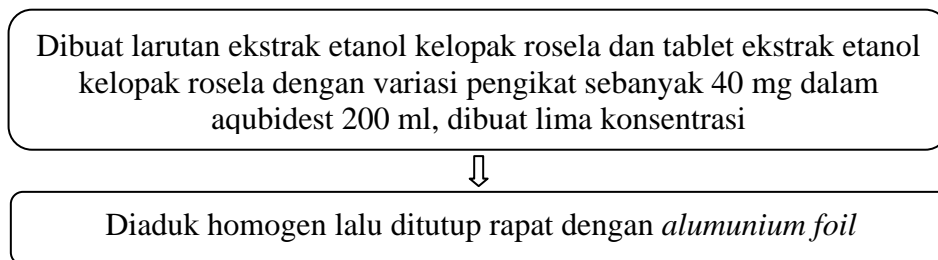 Dibuat larutan ekstrak etanol kelopak rosela dan tablet ekstrak etanol
kelopak rosela dengan variasi pengikat sebanyak 40 mg dalam
aqubidest 200 ml, dibuat lima konsentrasi
Diaduk homogen lalu ditutup rapat dengan alumunium foil